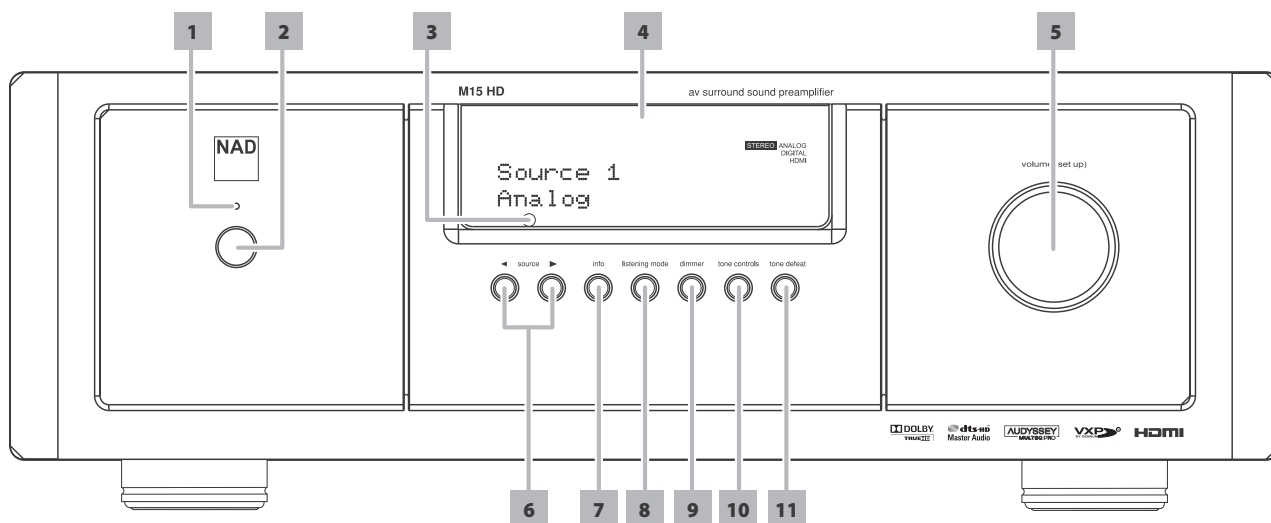 1 2 3 4 5
M15 HD av surround sound preamplifier
NAD
STEREO ANALOG
DIGITAL
HDMI
Source 1
Analog
volume (set up)
◄ source ► info listening mode dimmer tone controls tone defeat
DOLBY TRUEHD dts-HD Master Audio AUDYSSEY MULTEQ PRO VXP HDMI
6 7 8 9 10 11